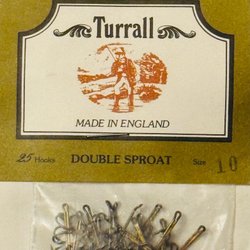 Turrall
MADE IN ENGLAND
25 Hooks DOUBLE SPROAT Size 10